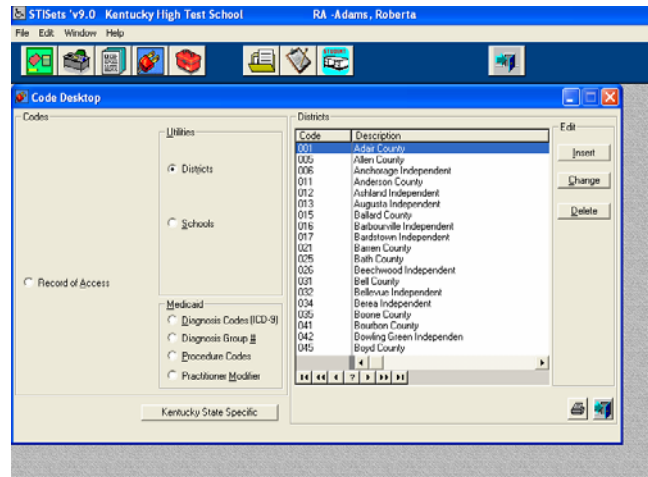 STISets 'v9.0 Kentucky High Test School RA -Adams, Roberta
File Edit Window Help
STUDENT
Code Desktop
Codes
Record of Access
Utilities
Districts
Schools
Medicaid
Diagnosis Codes (ICD-9)
Diagnosis Group #
Procedure Codes
Practitioner Modifier
Kentucky State Specific
Districts
Code Description
001 Adair County
005 Allen County
006 Anchorage Independent
011 Anderson County
012 Ashland Independent
013 Augusta Independent
015 Ballard County
016 Barbourville Independent
017 Bardstown Independent
021 Barren County
025 Bath County
026 Beechwood Independent
031 Bell County
032 Bellevue Independent
034 Berea Independent
035 Boone County
041 Bourbon County
042 Bowling Green Independen
045 Boyd County
?
Edit
Insert
Change
Delete